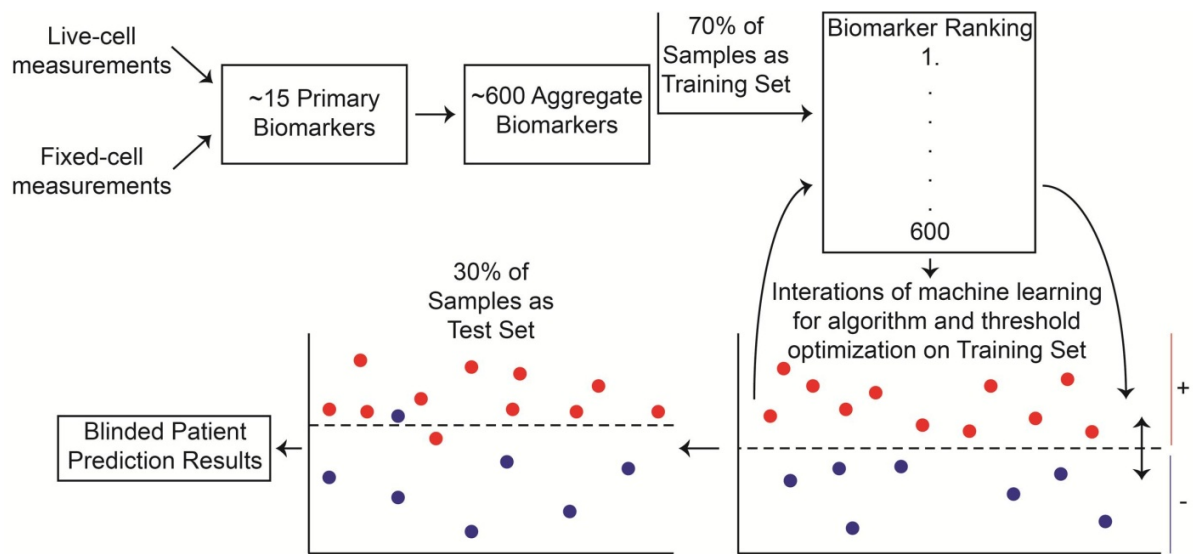 Live-cell
measurements
Fixed-cell
measurements
~15 Primary
Biomarkers
~600 Aggregate
Biomarkers
70% of
Samples as
Training Set
Biomarker Ranking
1.
.
.
.
.
.
600
Interations of machine learning
for algorithm and threshold
optimization on Training Set
+
-
30% of
Samples as
Test Set
Blinded Patient
Prediction Results